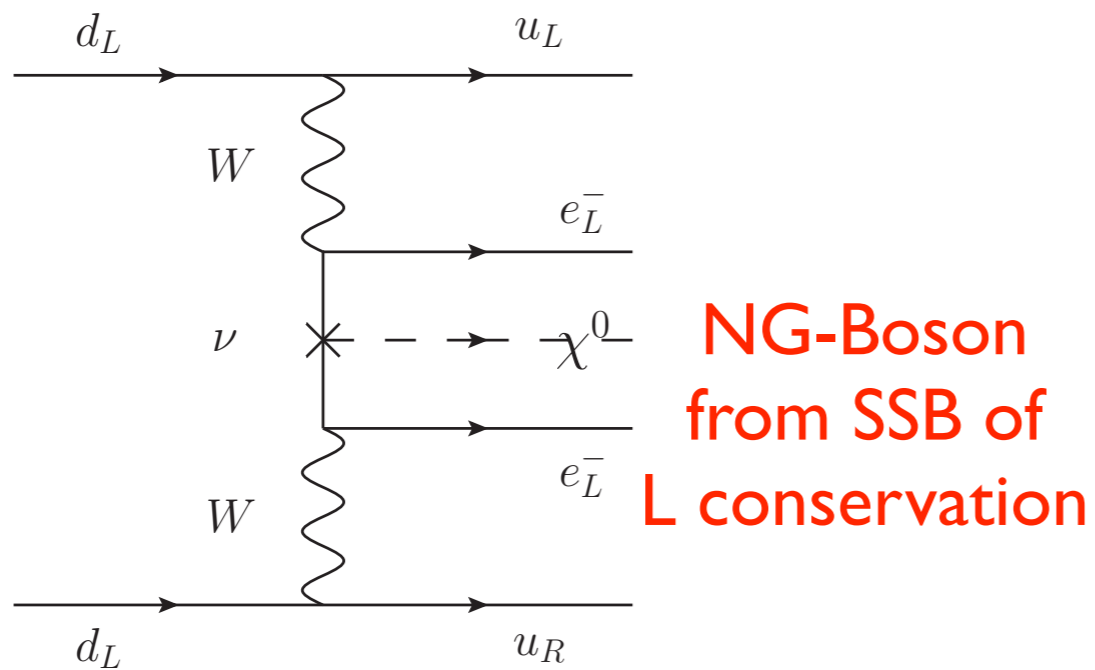 d_L
u_L
W
e_L^-
ν
χ^0
NG-Boson
from SSB of
e_L^-
L conservation
W
d_L
u_R